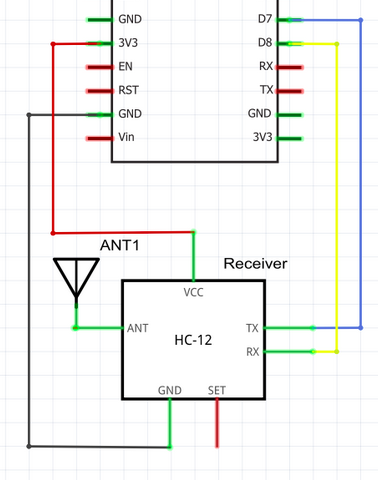 GND D7
3V3 D8
EN RX
RST TX
GND GND
Vin 3V3
ANT1
Receiver
VCC
ANT TX
HC-12
RX
GND SET